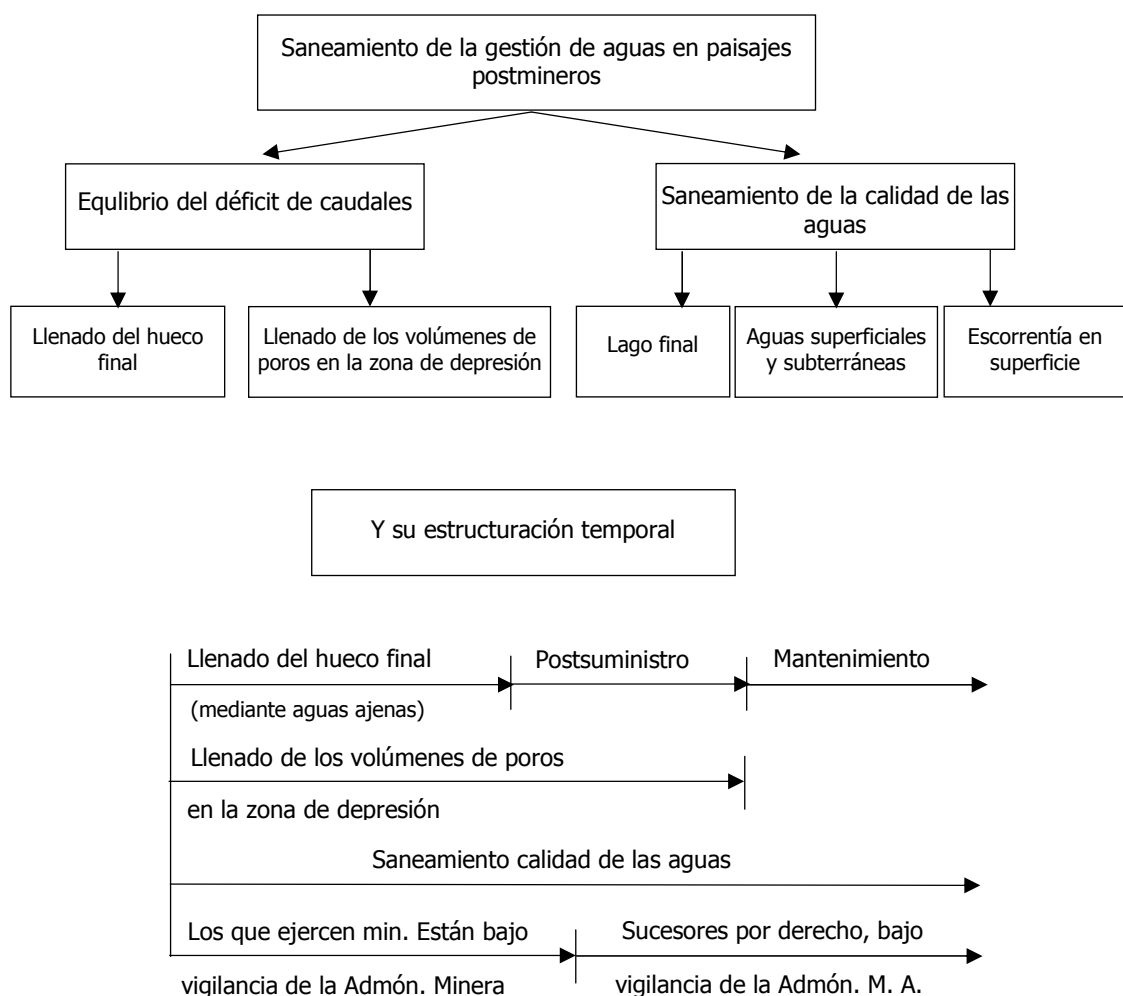 Saneamiento de la gestión de aguas en paisajes
postmineros
Equlibrio del déficit de caudales
Saneamiento de la calidad de las
aguas
Llenado del hueco
final
Llenado de los volúmenes de
poros en la zona de depresión
Lago final
Aguas superficiales
y subterráneas
Escorrentía en
superficie
Y su estructuración temporal
Llenado del hueco final
Postsuministro
Mantenimiento
(mediante aguas ajenas)
Llenado de los volúmenes de poros
en la zona de depresión
Saneamiento calidad de las aguas
Los que ejercen min. Están bajo
vigilancia de la Admón. Minera
Sucesores por derecho, bajo
vigilancia de la Admón. M. A.